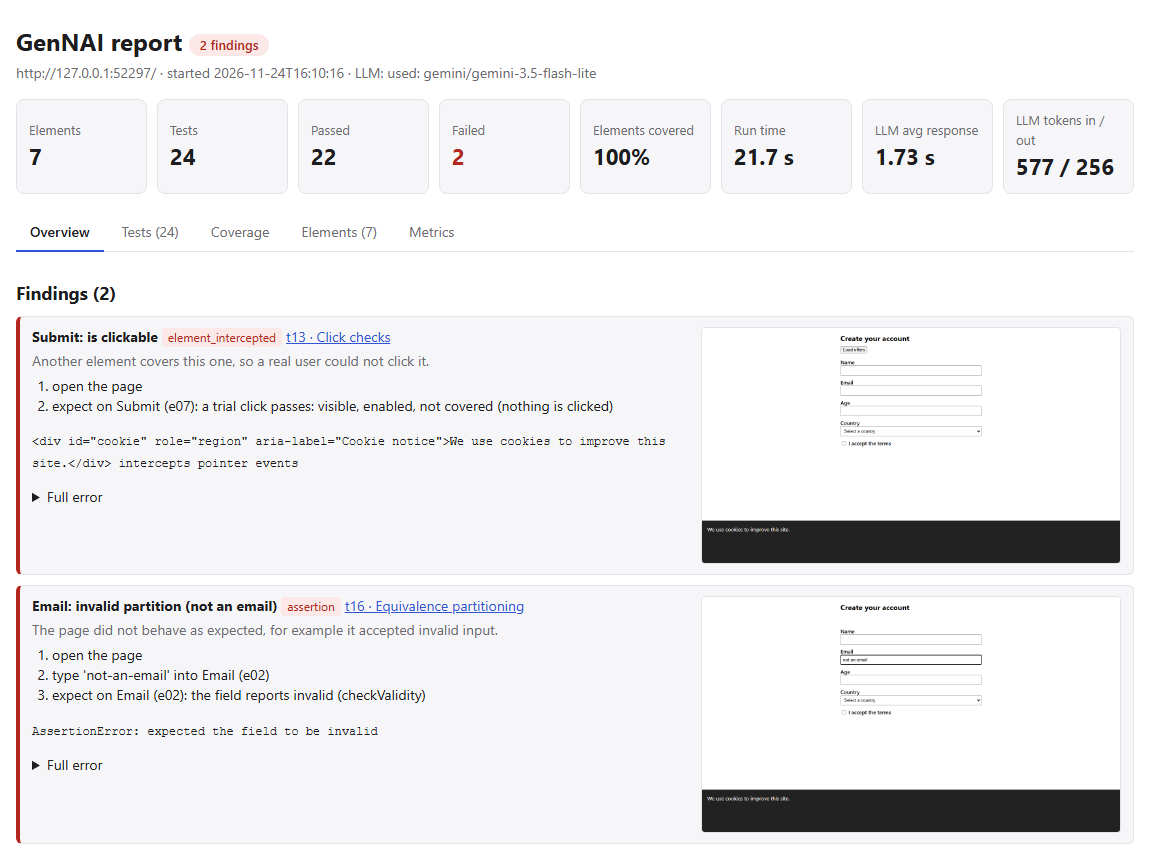 GenNAI report 2 findings
http://127.0.0.1:52297/ · started 2026-11-24T16:10:16 · LLM: used: gemini/gemini-3.5-flash-lite
Elements
7
Tests
24
Passed
22
Failed
2
Elements covered
100%
Run time
21.7 s
LLM avg response
1.73 s
LLM tokens in /
out
577 / 256
Overview
Tests (24)
Coverage
Elements (7)
Metrics
Findings (2)
Submit: is clickable element_intercepted t13 · Click checks
Another element covers this one, so a real user could not click it.
1. open the page
2. expect on Submit (e07): a trial click passes: visible, enabled, not covered (nothing is clicked)
<div id="cookie" role="region" aria-label="Cookie notice">We use cookies to improve this
site.</div> intercepts pointer events
▶ Full error
Create your account
Load offers
Name
Email
Age
Country
Select a country
I accept the terms
We use cookies to improve this site.
Email: invalid partition (not an email) assertion t16 · Equivalence partitioning
The page did not behave as expected, for example it accepted invalid input.
1. open the page
2. type 'not-an-email' into Email (e02)
3. expect on Email (e02): the field reports invalid (checkValidity)
AssertionError: expected the field to be invalid
▶ Full error
Create your account
Name
Email
not-an-email
Age
Country
Select a country
I accept the terms
We use cookies to improve this site.